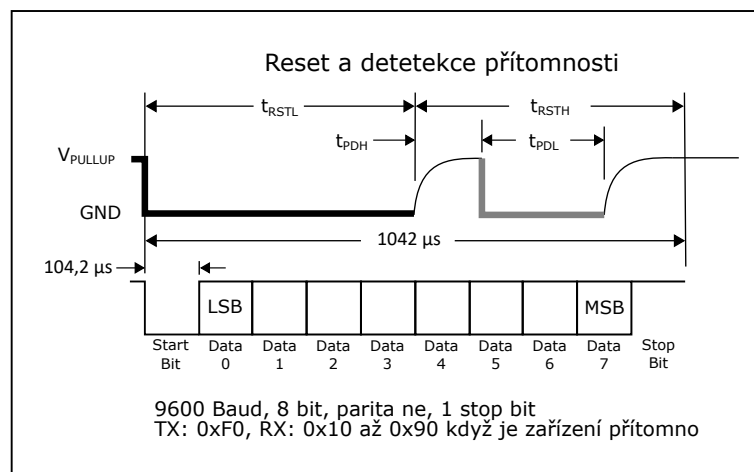 Reset a detetekce přítomnosti
tRSTL
tRSTH
tPDH
tPDL
VPULLUP
GND
1042 µs
104,2 µs
LSB
MSB
Start Bit
Data 0
Data 1
Data 2
Data 3
Data 4
Data 5
Data 6
Data 7
Stop Bit
9600 Baud, 8 bit, parita ne, 1 stop bit
TX: 0xF0, RX: 0x10 až 0x90 když je zařízení přítomno